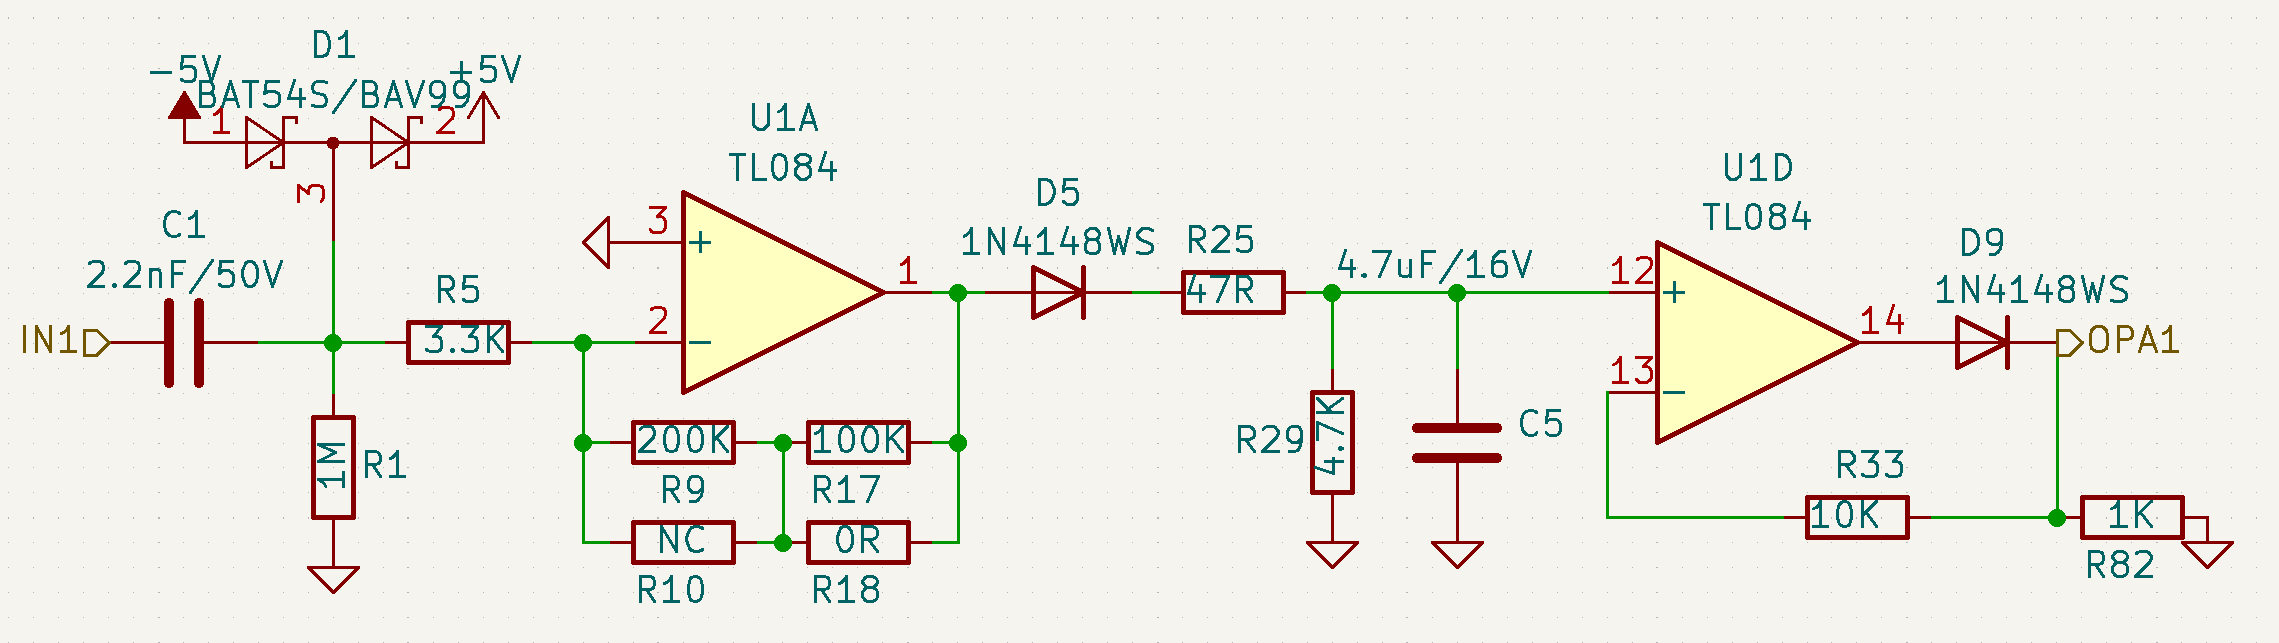 D1
-5V
+5V
BAT54S/BAV99
1
2
3
C1
2.2nF/50V
IN1
R5
3.3K
1M
R1
U1A
TL084
3
+
2
-
1
200K
100K
R9
R17
NC
0R
R10
R18
D5
1N4148WS
R25
47R
4.7uF/16V
R29
4.7K
C5
U1D
TL084
12
+
13
-
14
D9
1N4148WS
OPA1
R33
10K
1K
R82